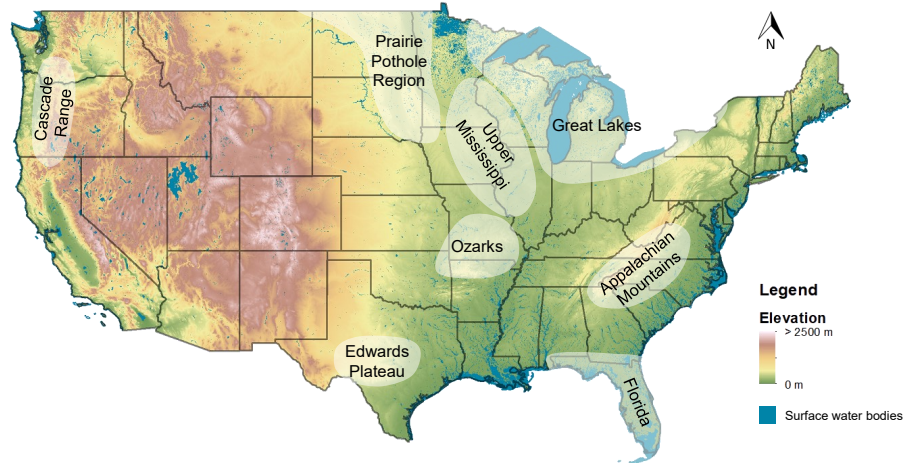 Prairie
Pothole
Region
N
Cascade
Range
Great Lakes
Upper
Mississippi
Ozarks
Appalachian
Mountains
Edwards
Plateau
Florida
Legend
Elevation
> 2500 m
0 m
Surface water bodies